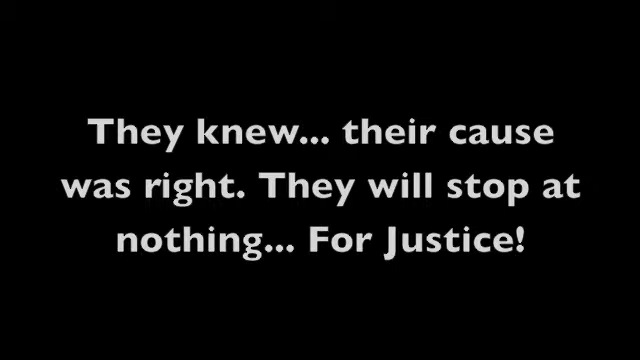 They knew... their cause
was right. They will stop at
nothing... For Justice!